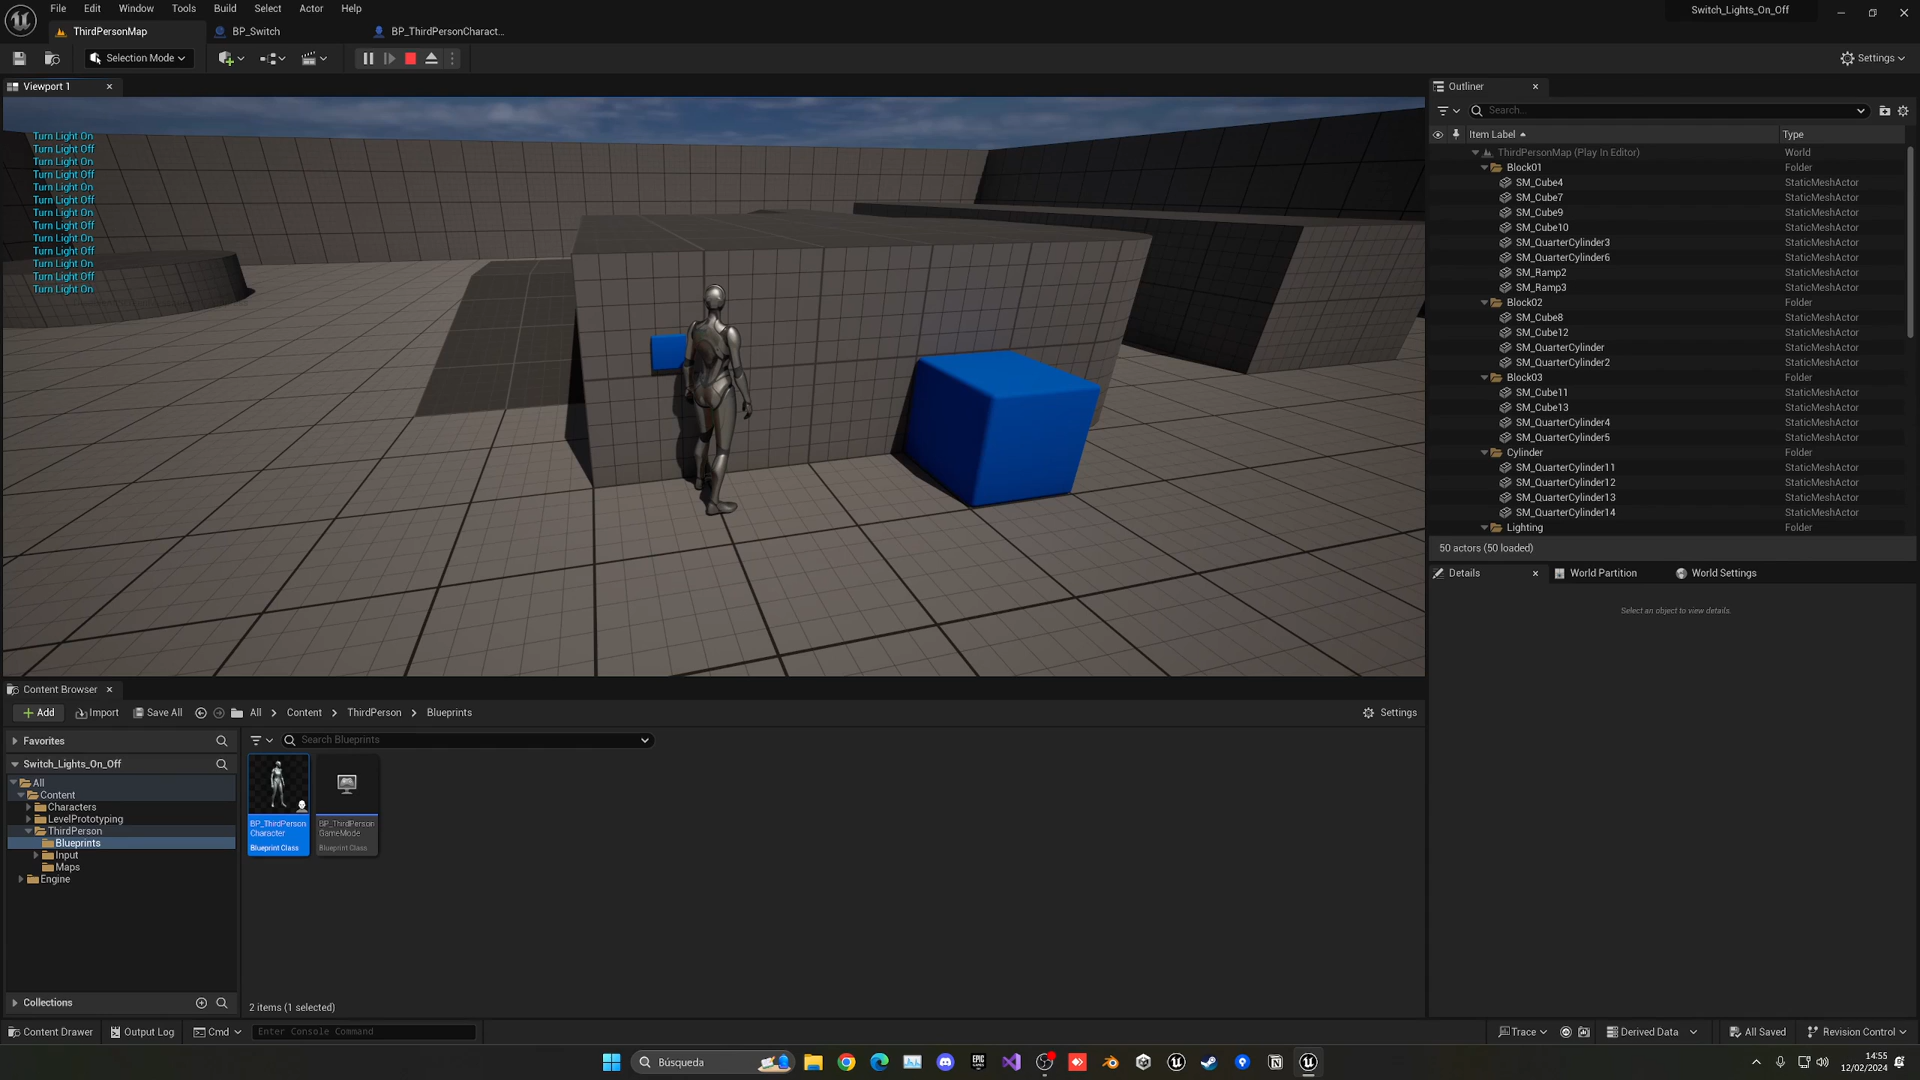 File Edit Window Tools Build Select Actor Help
Switch_Lights_On_Off
ThirdPersonMap
BP_Switch
BP_ThirdPersonCharact...
Selection Mode
Settings
Viewport 1
Turn Light On
Turn Light Off
Turn Light On
Turn Light Off
Turn Light On
Turn Light Off
Turn Light On
Turn Light Off
Turn Light On
Turn Light Off
Turn Light On
Turn Light Off
Turn Light On
Outliner
Search...
Item Label Type
ThirdPersonMap (Play In Editor) World
Block01 Folder
SM_Cube4 StaticMeshActor
SM_Cube7 StaticMeshActor
SM_Cube9 StaticMeshActor
SM_Cube10 StaticMeshActor
SM_QuarterCylinder3 StaticMeshActor
SM_QuarterCylinder6 StaticMeshActor
SM_Ramp2 StaticMeshActor
SM_Ramp3 StaticMeshActor
Block02 Folder
SM_Cube8 StaticMeshActor
SM_Cube12 StaticMeshActor
SM_QuarterCylinder StaticMeshActor
SM_QuarterCylinder2 StaticMeshActor
Block03 Folder
SM_Cube11 StaticMeshActor
SM_Cube13 StaticMeshActor
SM_QuarterCylinder4 StaticMeshActor
SM_QuarterCylinder5 StaticMeshActor
Cylinder Folder
SM_QuarterCylinder11 StaticMeshActor
SM_QuarterCylinder12 StaticMeshActor
SM_QuarterCylinder13 StaticMeshActor
SM_QuarterCylinder14 StaticMeshActor
Lighting Folder
50 actors (50 loaded)
Details World Partition World Settings
Select an object to view details.
Content Browser
Add Import Save All All Content ThirdPerson Blueprints
Settings
Favorites
Search Blueprints
Switch_Lights_On_Off
All
Content
Characters
LevelPrototyping
ThirdPerson
Blueprints
Input
Maps
Engine
BP_ThirdPerson
Character
Blueprint Class
BP_ThirdPerson
GameMode
Blueprint Class
Collections
2 items (1 selected)
Content Drawer Output Log Cmd Enter Console Command
Trace Derived Data All Saved Revision Control
Búsqueda
EPIC
GAMES
14:55
12/02/2024